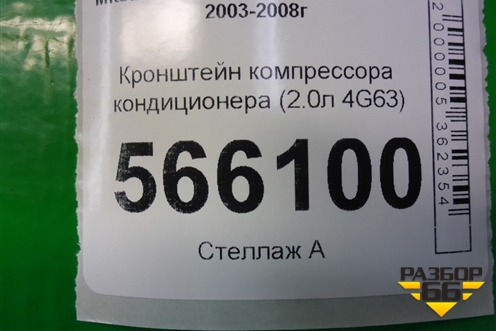 2003-2008г
Кронштейн компрессора
кондиционера (2.0л 4G63)
566100
Стеллаж А
2000005362354
РАЗБОР
66